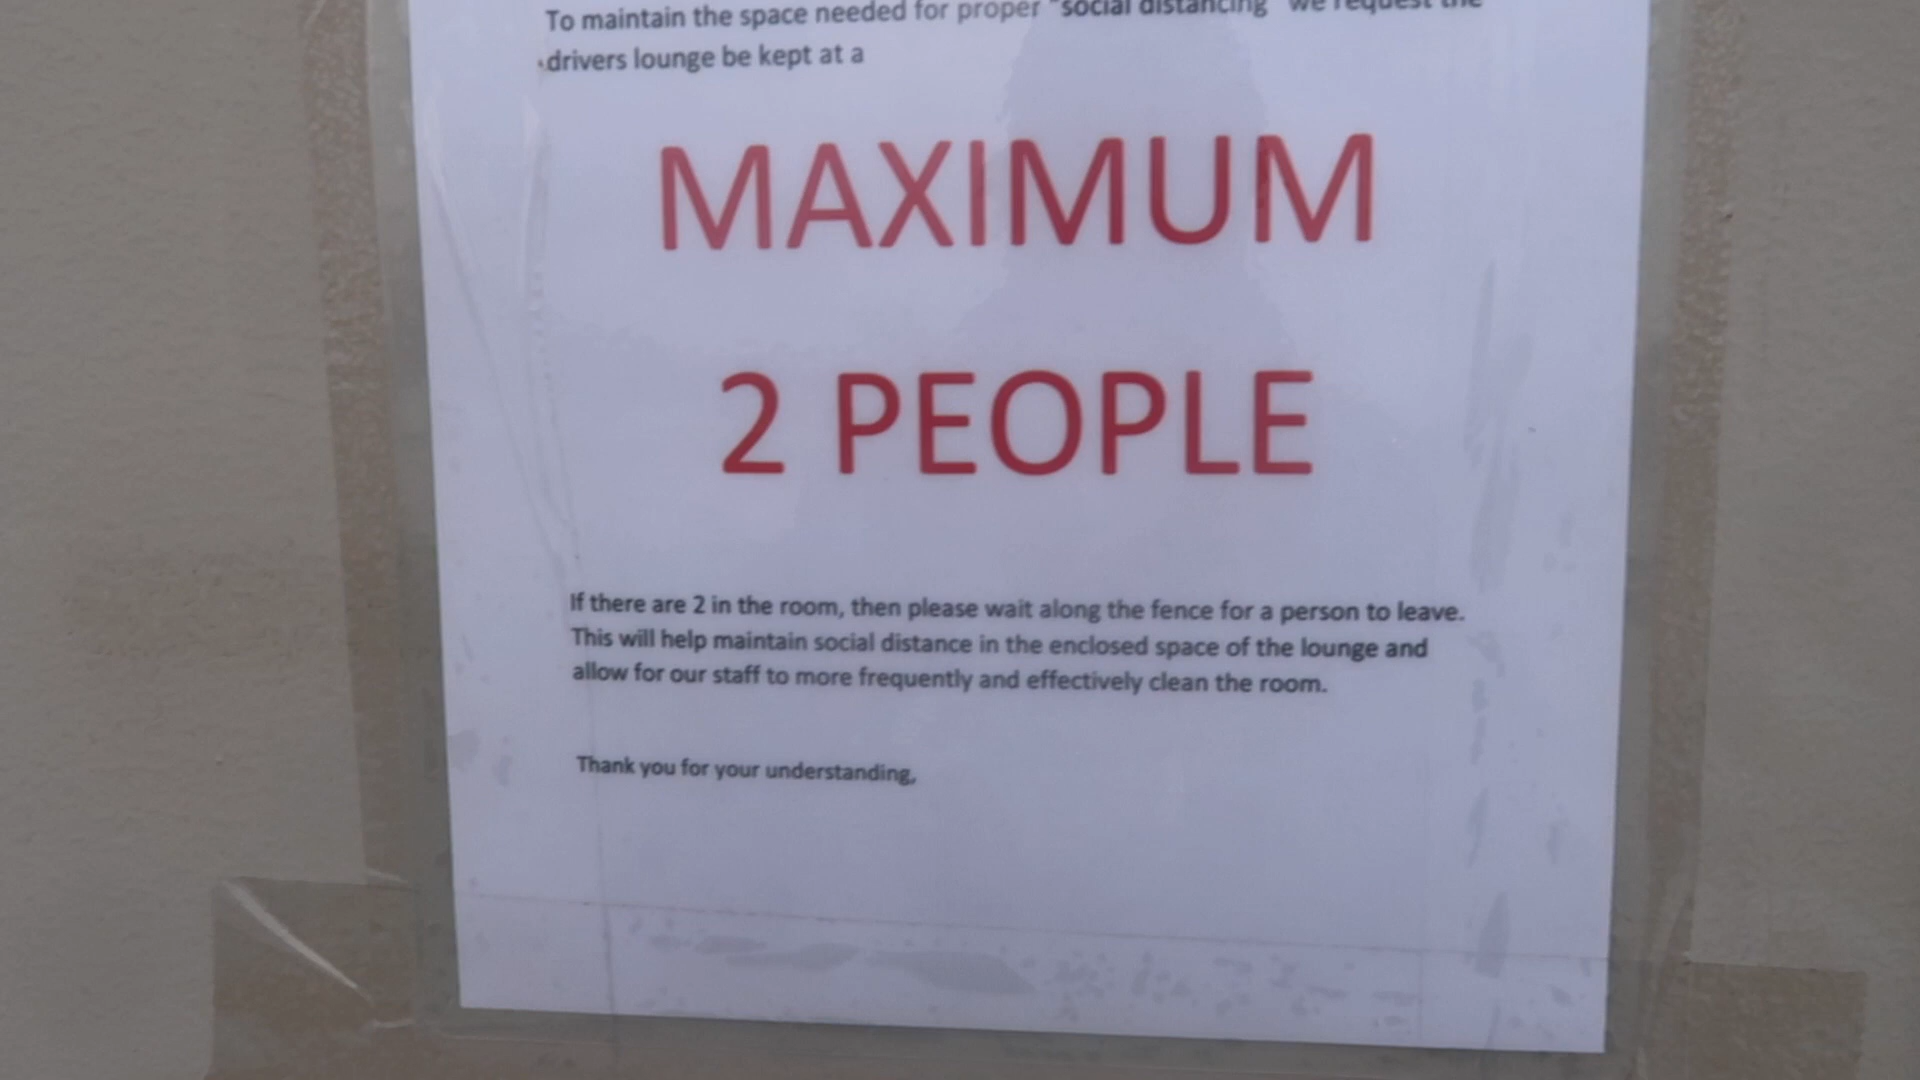 To maintain the space needed for proper "social distancing" we request the
drivers lounge be kept at a
MAXIMUM
2 PEOPLE
If there are 2 in the room, then please wait along the fence for a person to leave.
This will help maintain social distance in the enclosed space of the lounge and
allow for our staff to more frequently and effectively clean the room.
Thank you for your understanding,